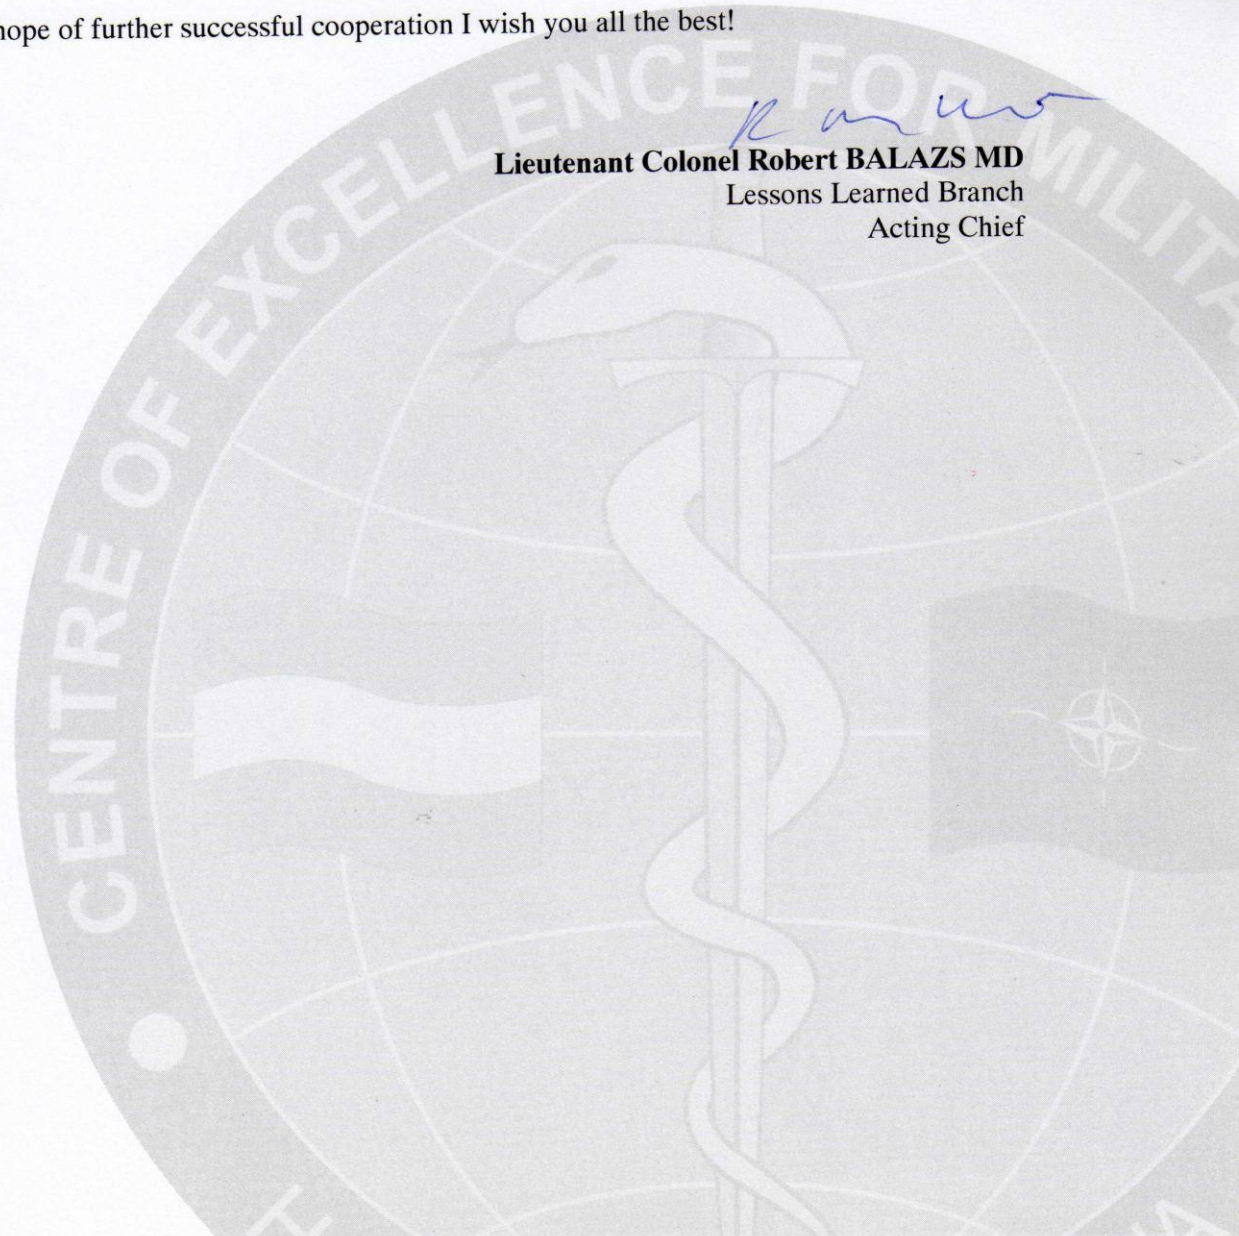 hope of further successful cooperation I wish you all the best!
Lieutenant Colonel Robert BALAZS MD
Lessons Learned Branch
Acting Chief
CENTRE OF EXCELLENCE FOR MILITA